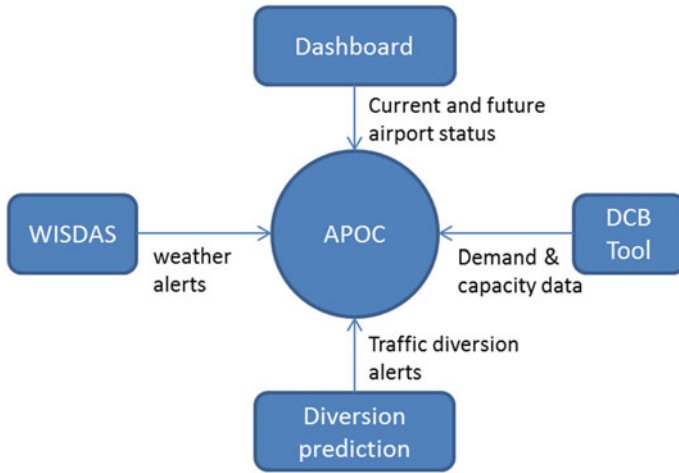 Dashboard
Current and future
airport status
WISDAS
weather
alerts
APOC
DCB
Tool
Demand &
capacity data
Traffic diversion
alerts
Diversion
prediction